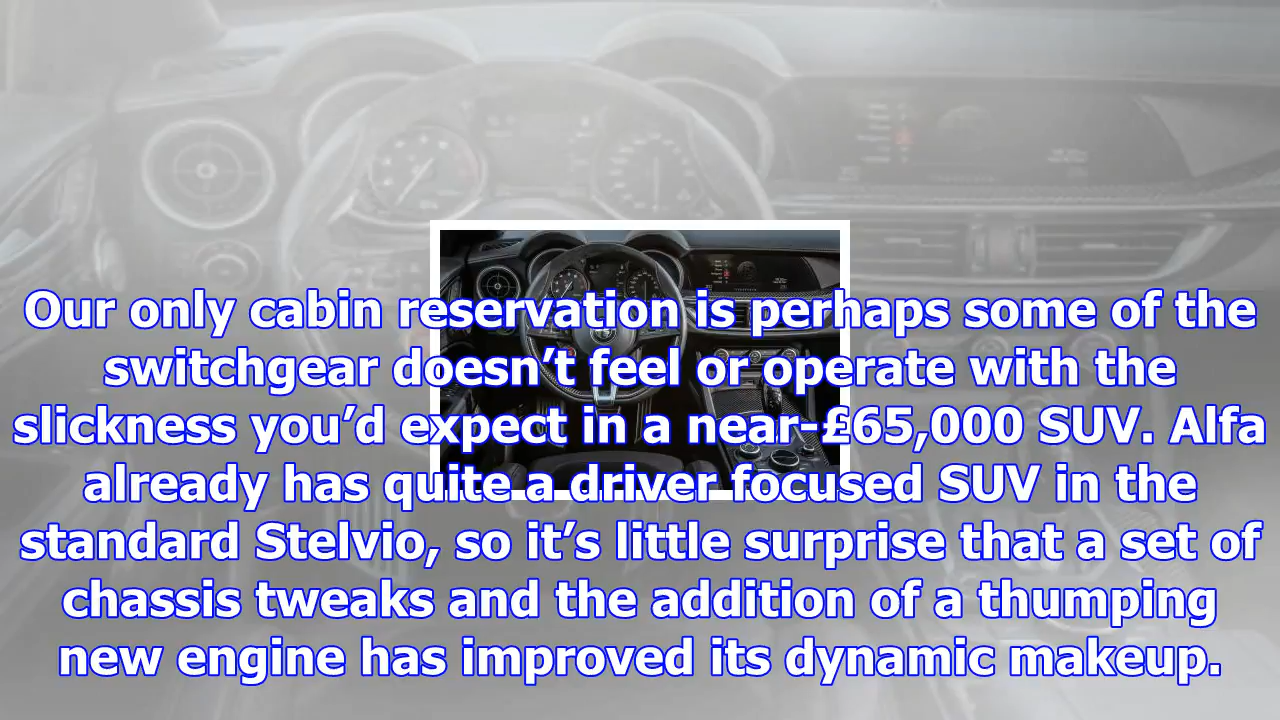 Our only cabin reservation is perhaps some of the
switchgear doesn’t feel or operate with the
slickness you’d expect in a near-£65,000 SUV. Alfa
already has quite a driver focused SUV in the
standard Stelvio, so it’s little surprise that a set of
chassis tweaks and the addition of a thumping
new engine has improved its dynamic makeup.